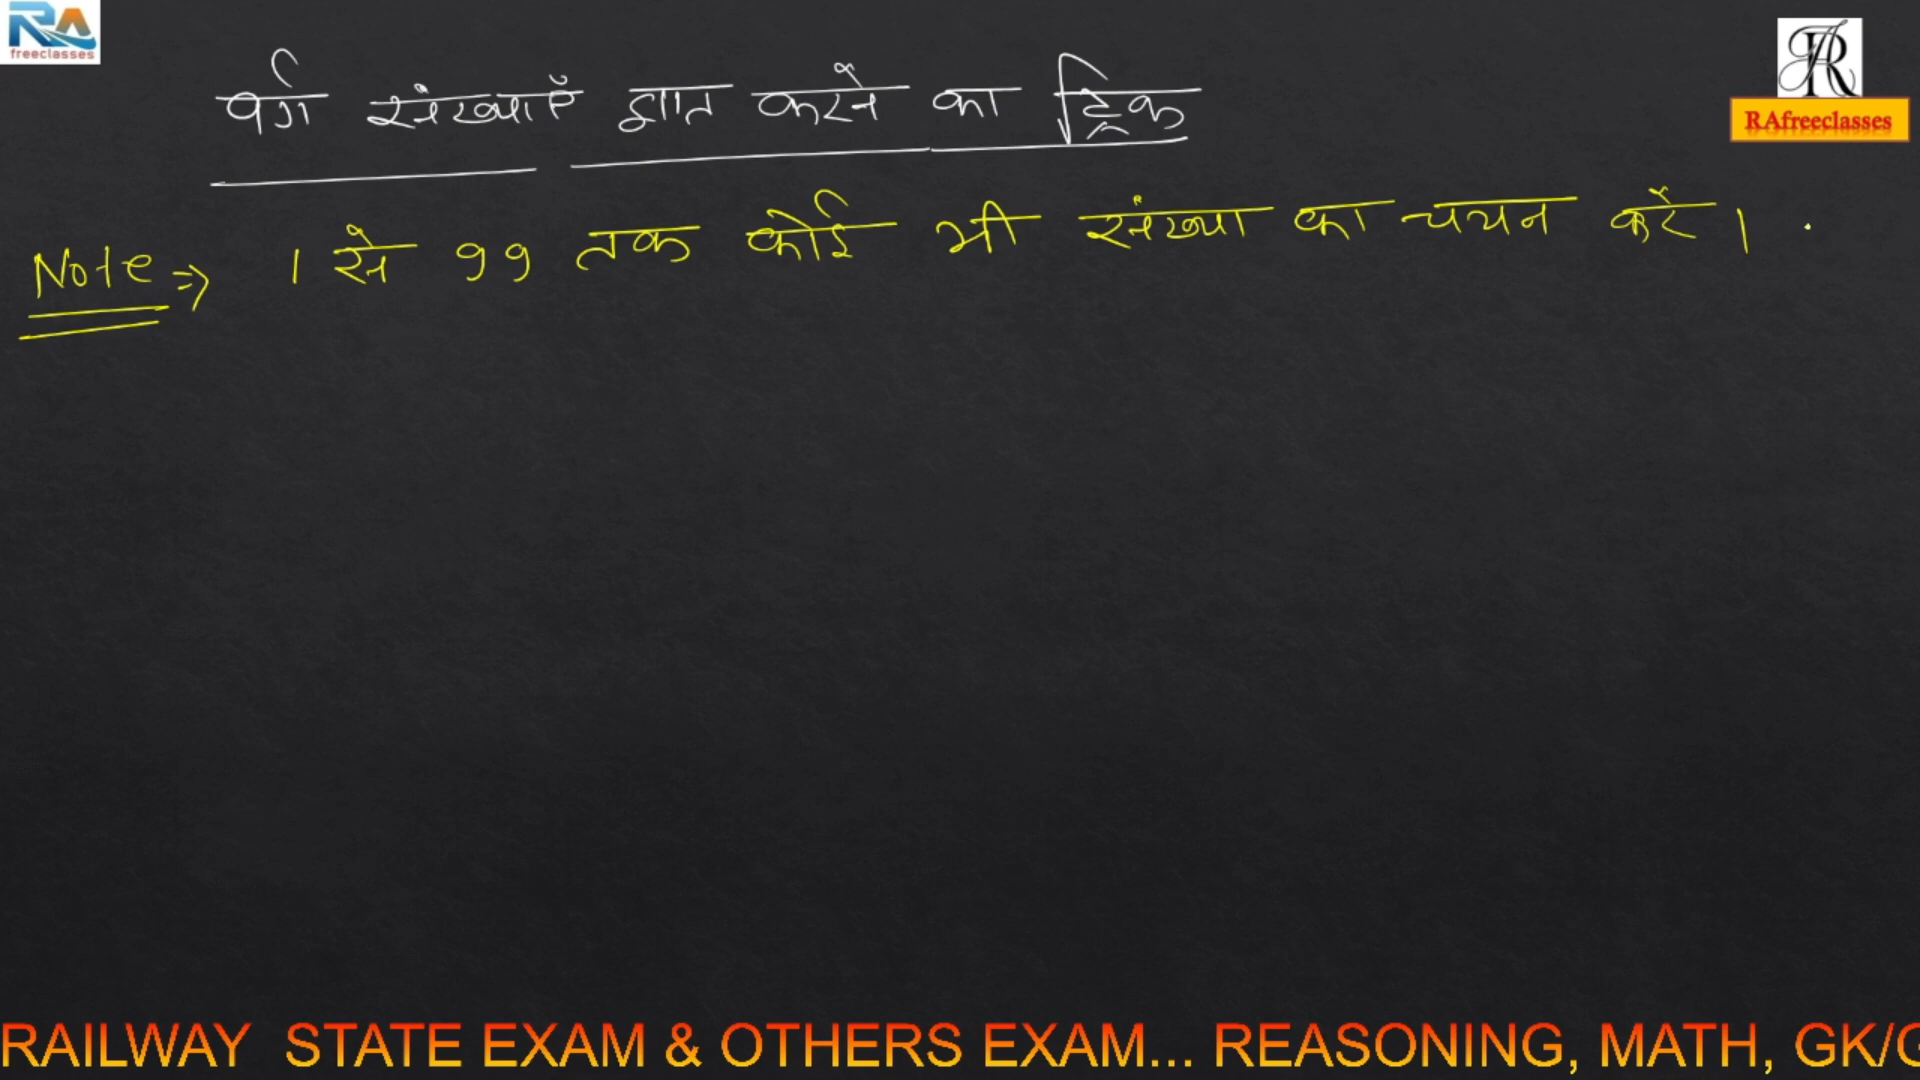 RA
freeclasses
R
RAfreeclasses
वर्ग संख्याएँ ज्ञात करने का ट्रिक
Note => 1 से 99 तक कोई भी संख्या का चयन करें।
RAILWAY STATE EXAM & OTHERS EXAM... REASONING, MATH, GK/G